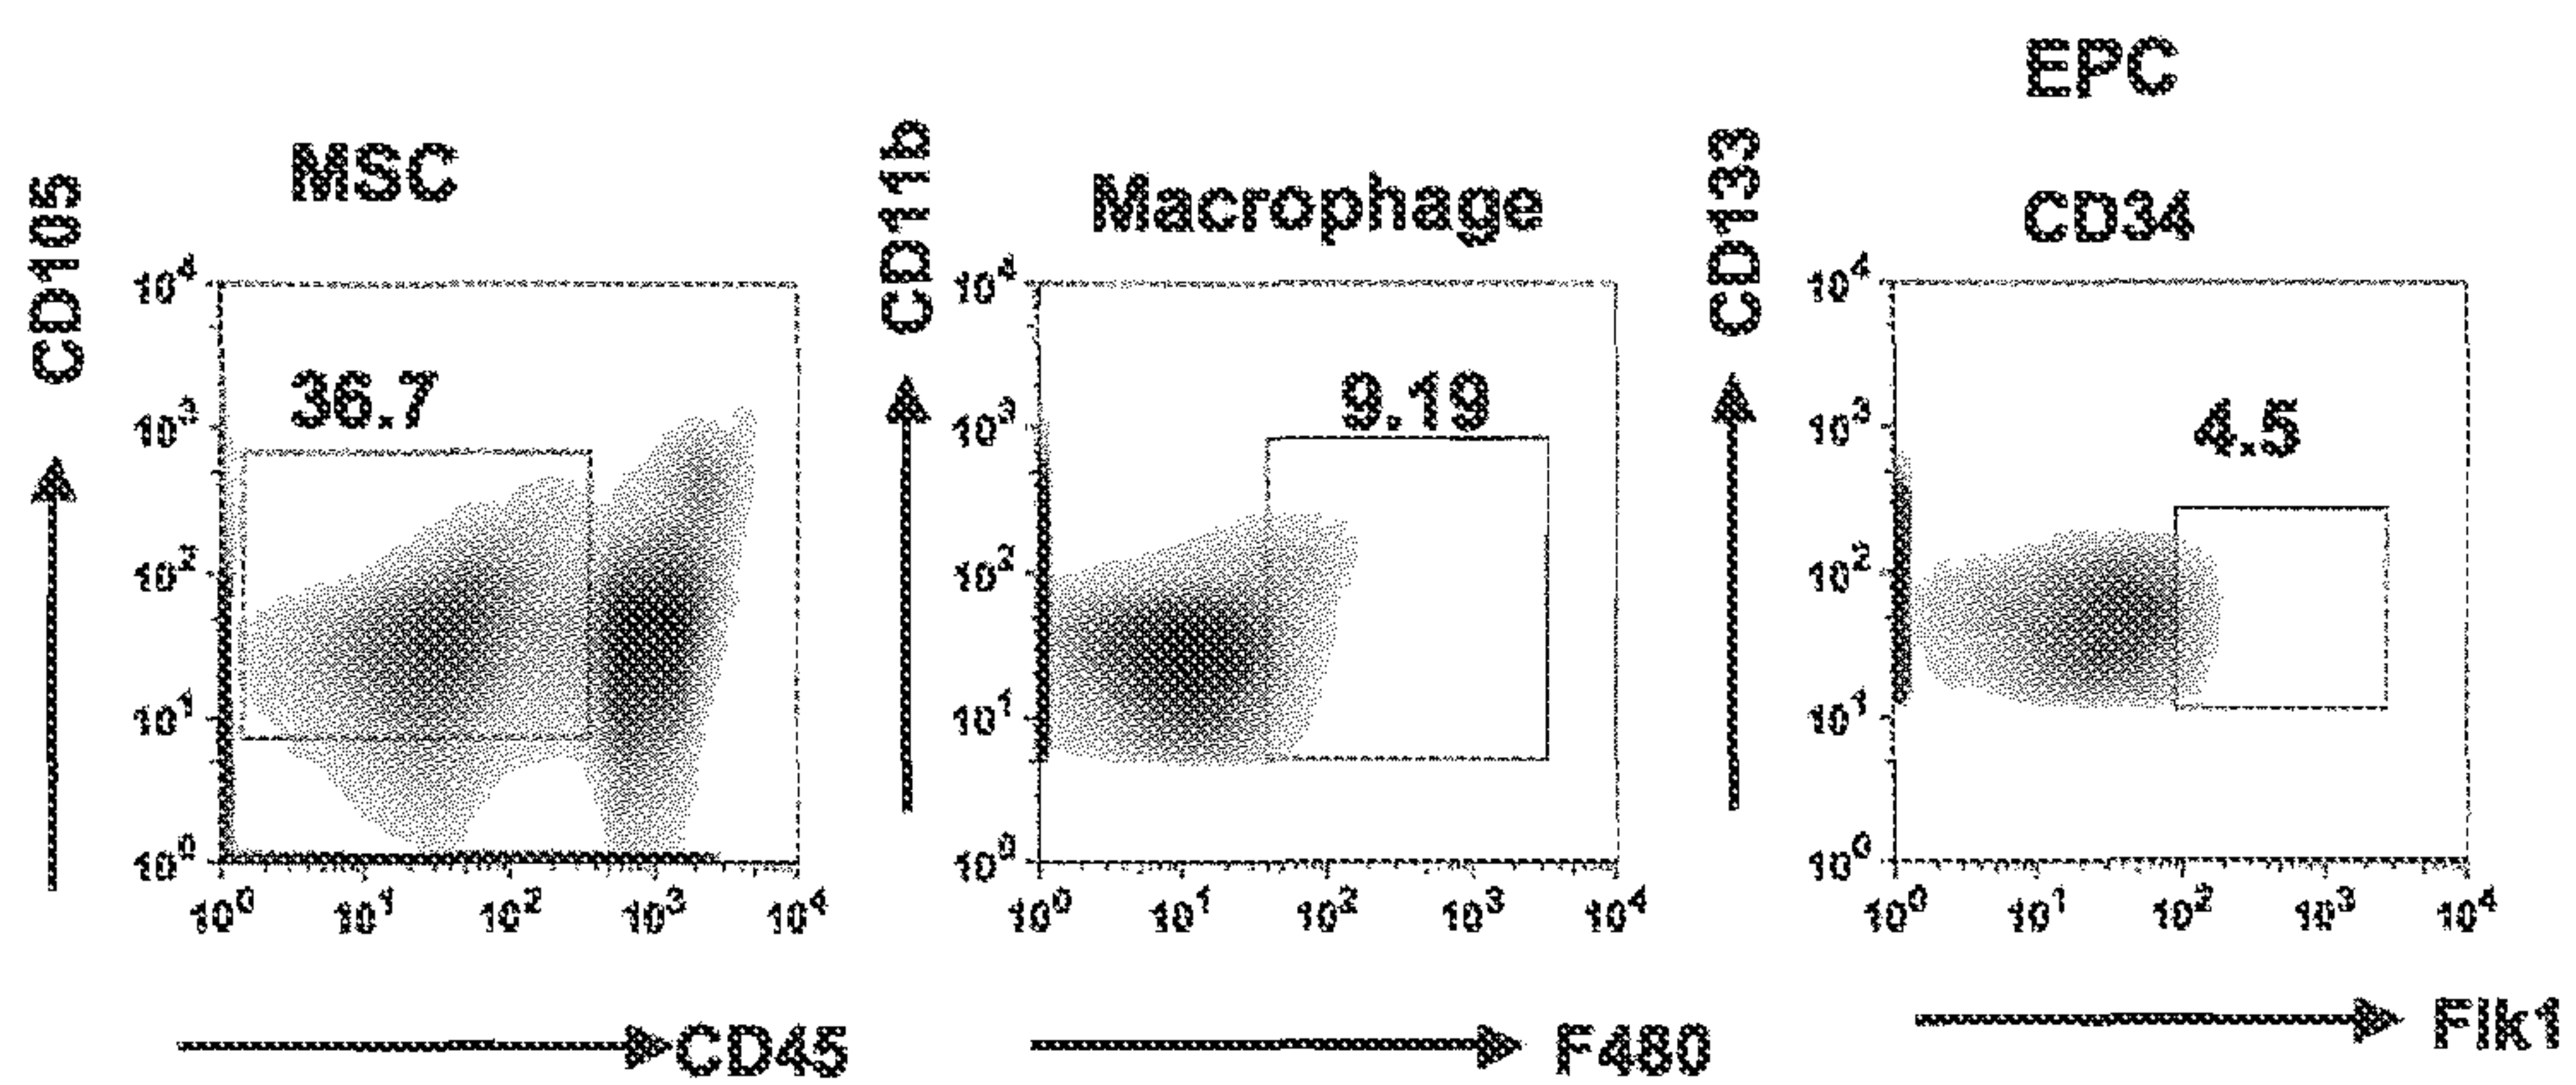 MSC
CD105
36.7
10⁴
10³
10²
10¹
10⁰
10⁰ 10¹ 10² 10³ 10⁴
CD45
Macrophage
CD11b
9.19
10⁴
10³
10²
10¹
10⁰
10⁰ 10¹ 10² 10³ 10⁴
F480
EPC
CD34
CD133
4.5
10⁴
10³
10²
10¹
10⁰
10⁰ 10¹ 10² 10³ 10⁴
Flk1